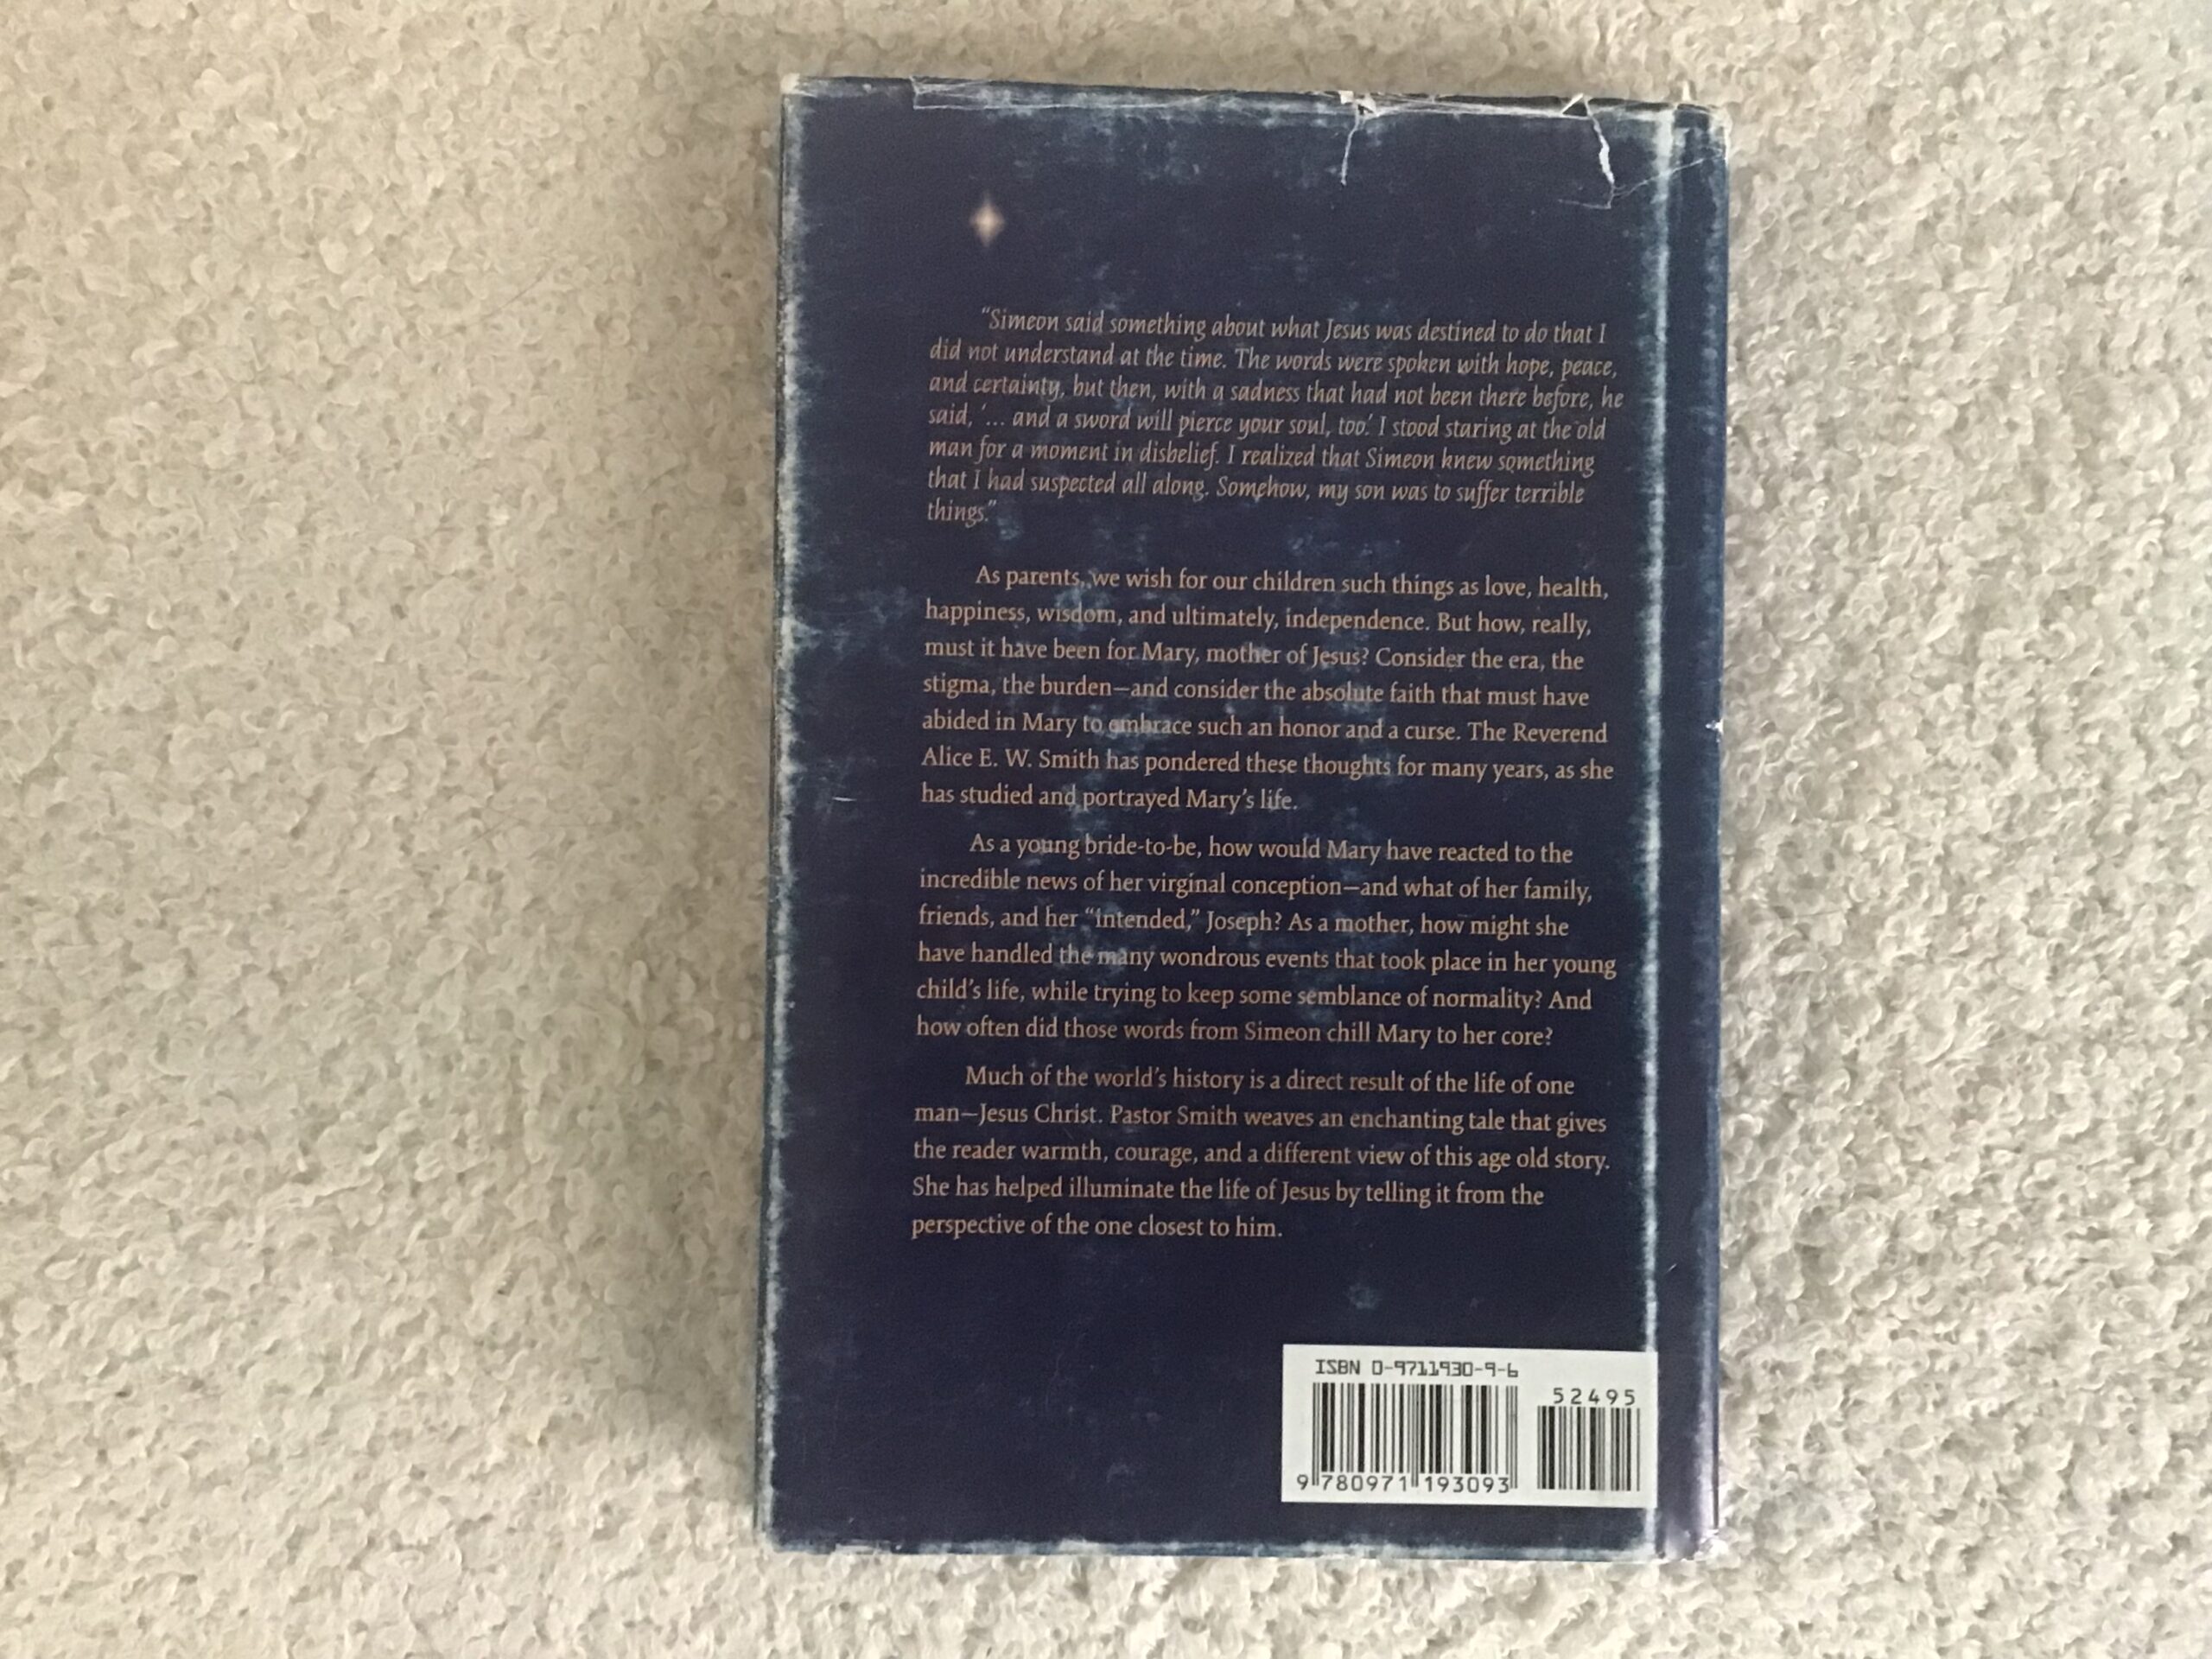 “Simeon said something about what Jesus was destined to do that I
did not understand at the time. The words were spoken with hope, peace,
and certainty, but then, with a sadness that had not been there before, he
said, ‘... and a sword will pierce your soul, too.’ I stood staring at the old
man for a moment in disbelief. I realized that Simeon knew something
that I had suspected all along. Somehow, my son was to suffer terrible
things.”
As parents, we wish for our children such things as love, health,
happiness, wisdom, and ultimately, independence. But how, really,
must it have been for Mary, mother of Jesus? Consider the era, the
stigma, the burden—and consider the absolute faith that must have
abided in Mary to embrace such an honor and a curse. The Reverend
Alice E. W. Smith has pondered these thoughts for many years, as she
has studied and portrayed Mary’s life.
As a young bride-to-be, how would Mary have reacted to the
incredible news of her virginal conception—and what of her family,
friends, and her “intended,” Joseph? As a mother, how might she
have handled the many wondrous events that took place in her young
child’s life, while trying to keep some semblance of normality? And
how often did those words from Simeon chill Mary to her core?
Much of the world’s history is a direct result of the life of one
man—Jesus Christ. Pastor Smith weaves an enchanting tale that gives
the reader warmth, courage, and a different view of this age old story.
She has helped illuminate the life of Jesus by telling it from the
perspective of the one closest to him.
ISBN 0-9711930-9-6
52495
9 780971 193093